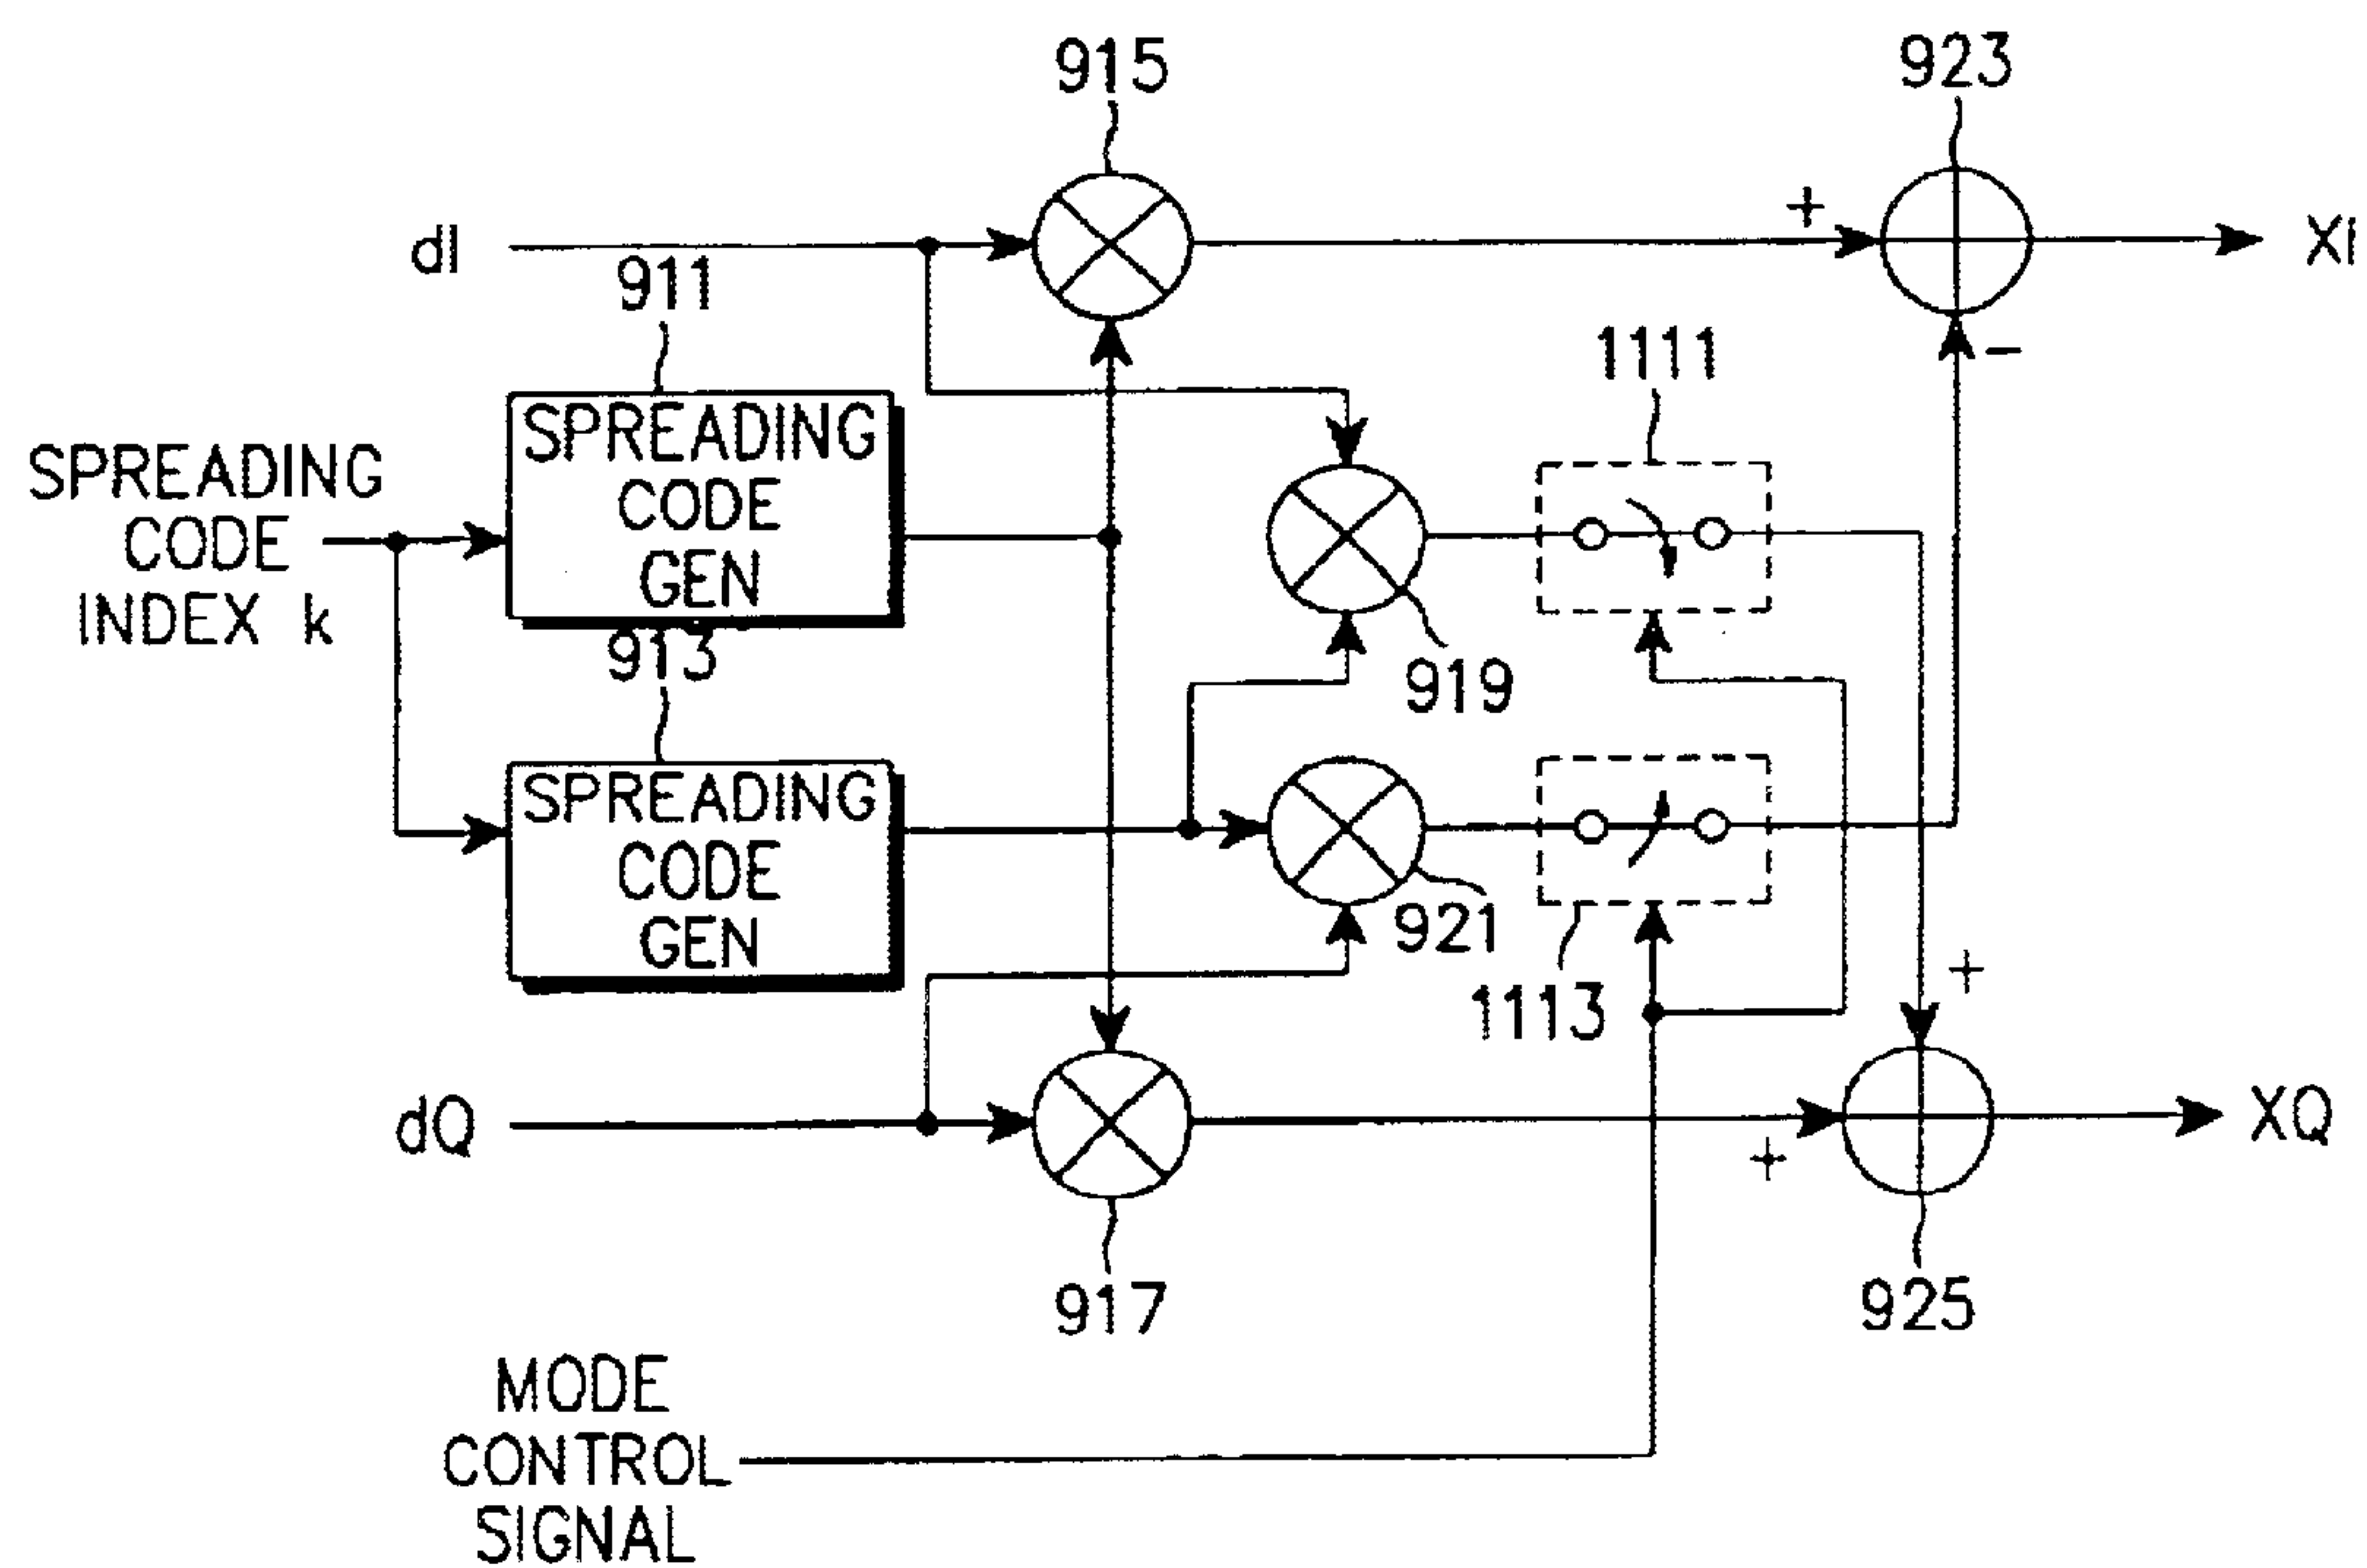 915
923
dI
XI
911
1111
SPREADING
CODE
GEN
SPREADING
CODE
INDEX k
-
+
913
919
SPREADING
CODE
GEN
921
1113
+
dQ
XQ
+
917
925
MODE
CONTROL
SIGNAL